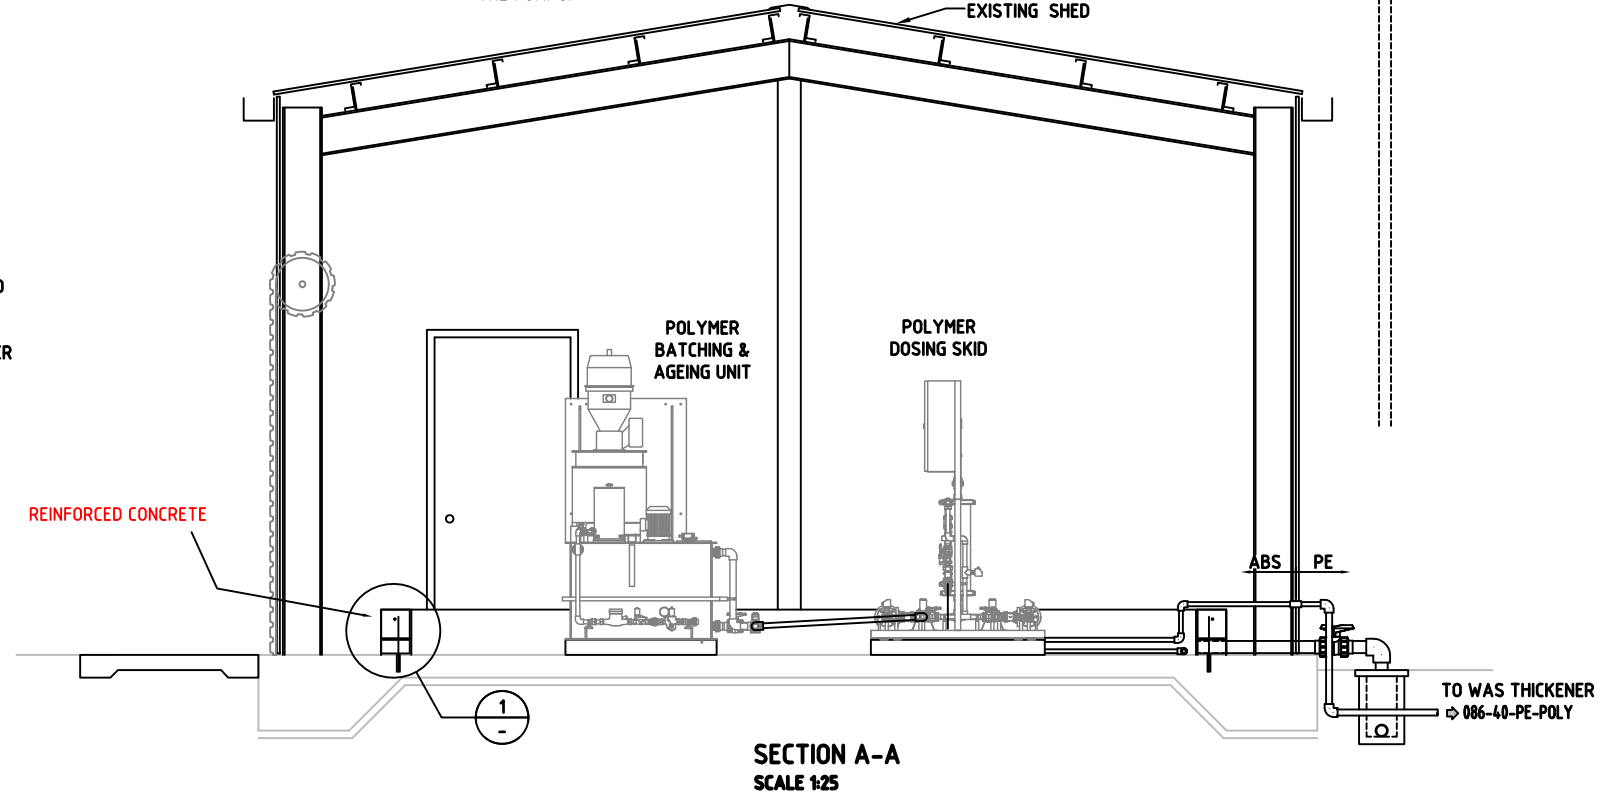 EXISTING SHED
POLYMER
BATCHING &
AGEING UNIT
POLYMER
DOSING SKID
REINFORCED CONCRETE
ABS PE
TO WAS THICKENER
086-40-PE-POLY
1
-
SECTION A-A
SCALE 1:25